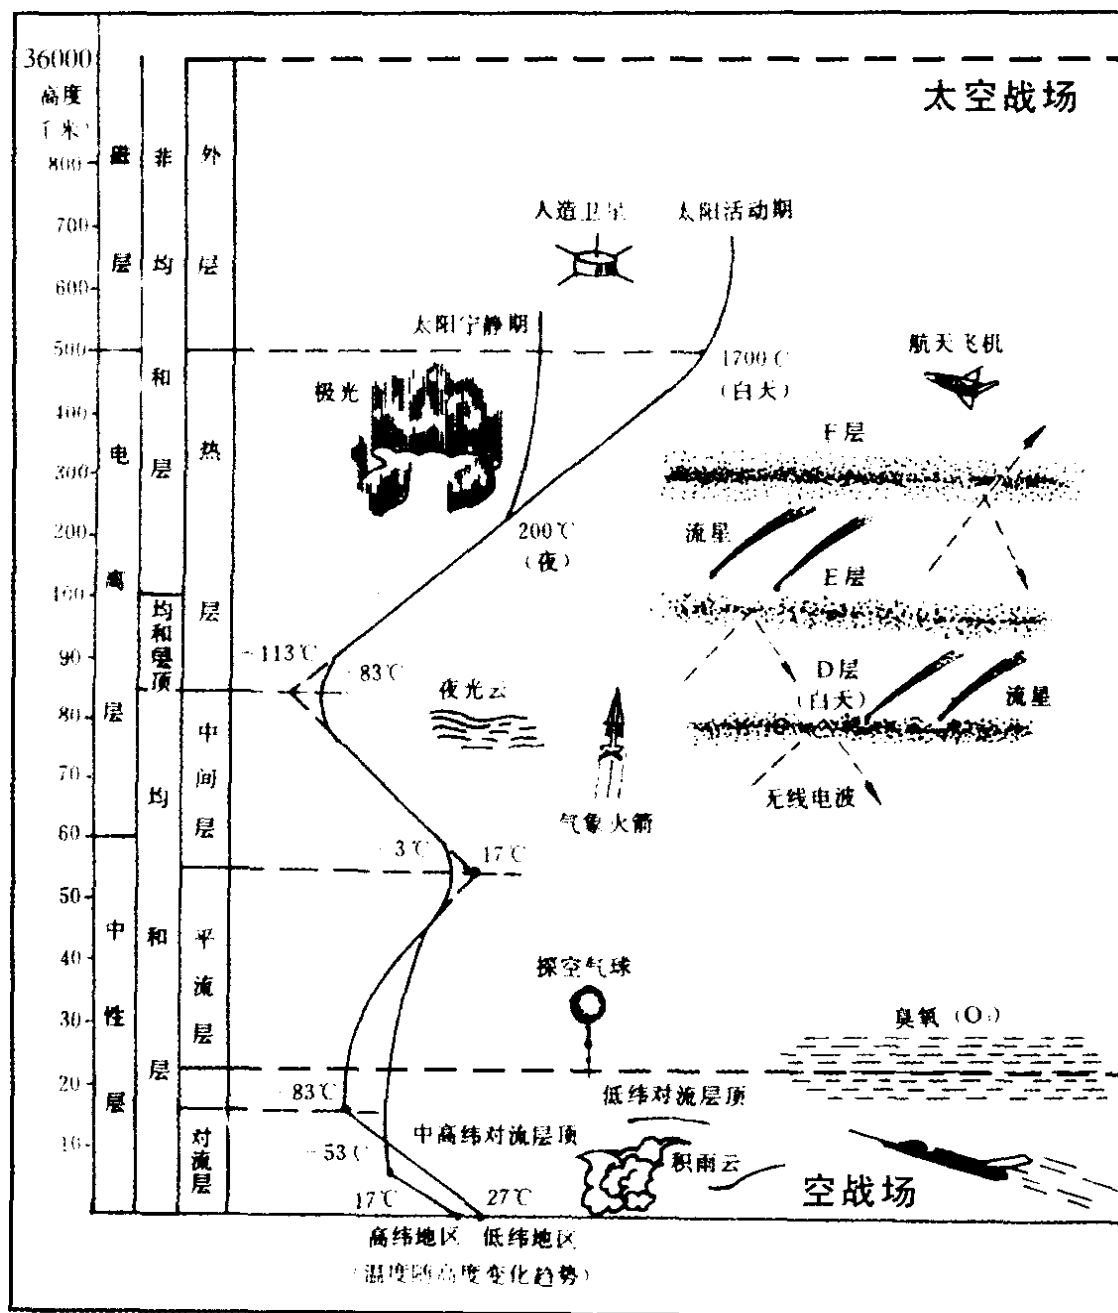 36000
高度
千米)
太空战场
800
700
600
500
400
300
200
100
90
80
70
60
50
40
30
20
10
磁层
电离层
中性层
非均和层
均和层顶
均和层
外层
热层
中间层
平流层
对流层
人造卫星
太阳活动期
太阳宁静期
1700℃
(白天)
航天飞机
极光
F层
200℃
(夜)
流星
E层
-113℃
-83℃
夜光云
D层
(白天)
流星
气象火箭
无线电波
-3℃
17℃
探空气球
臭氧 (O₃)
-83℃
低纬对流层顶
中高纬对流层顶
-53℃
积雨云
17℃
27℃
空战场
高纬地区
低纬地区
(温度随高度变化趋势)